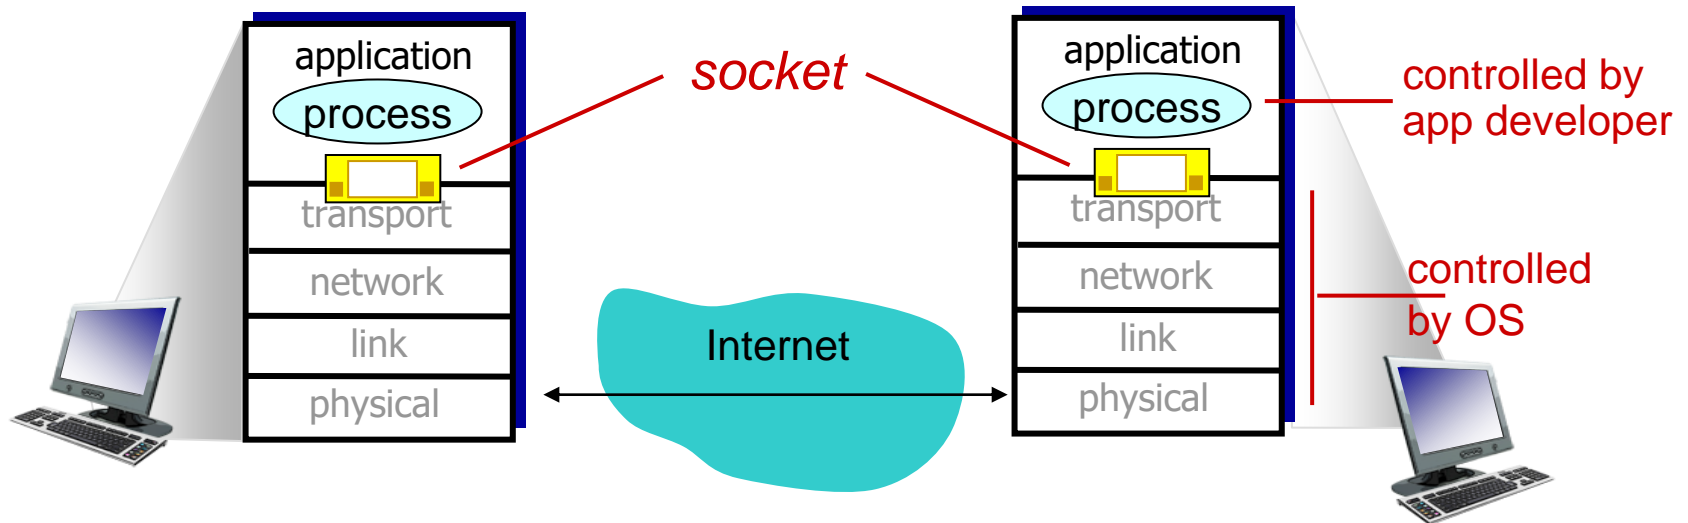 application
process
transport
network
link
physical
socket
Internet
application
process
transport
network
link
physical
controlled by
app developer
controlled
by OS